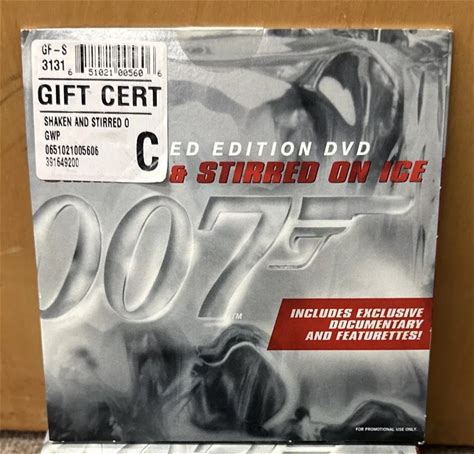 GF-S
3131
6 51021 00560 6
GIFT CERT
SHAKEN AND STIRRED O
GWP
0651021005606
391649200
C
ED EDITION DVD
& STIRRED ON ICE
007
TM
INCLUDES EXCLUSIVE
DOCUMENTARY
AND FEATURETTES!
FOR PROMOTIONAL USE ONLY.